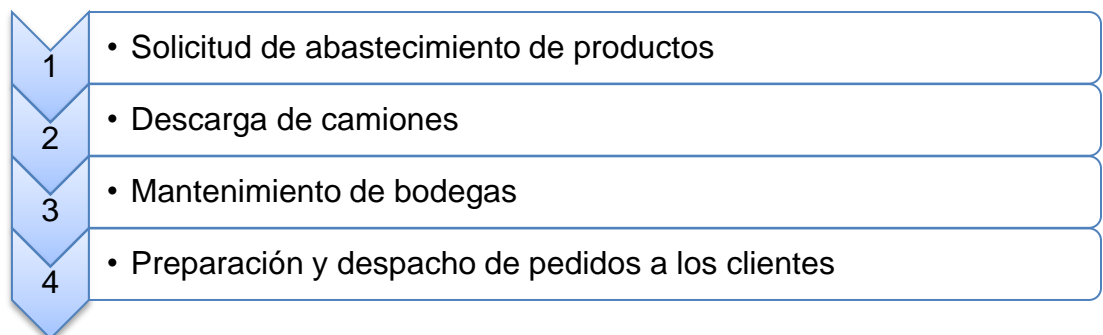 1 • Solicitud de abastecimiento de productos
2 • Descarga de camiones
3 • Mantenimiento de bodegas
4 • Preparación y despacho de pedidos a los clientes